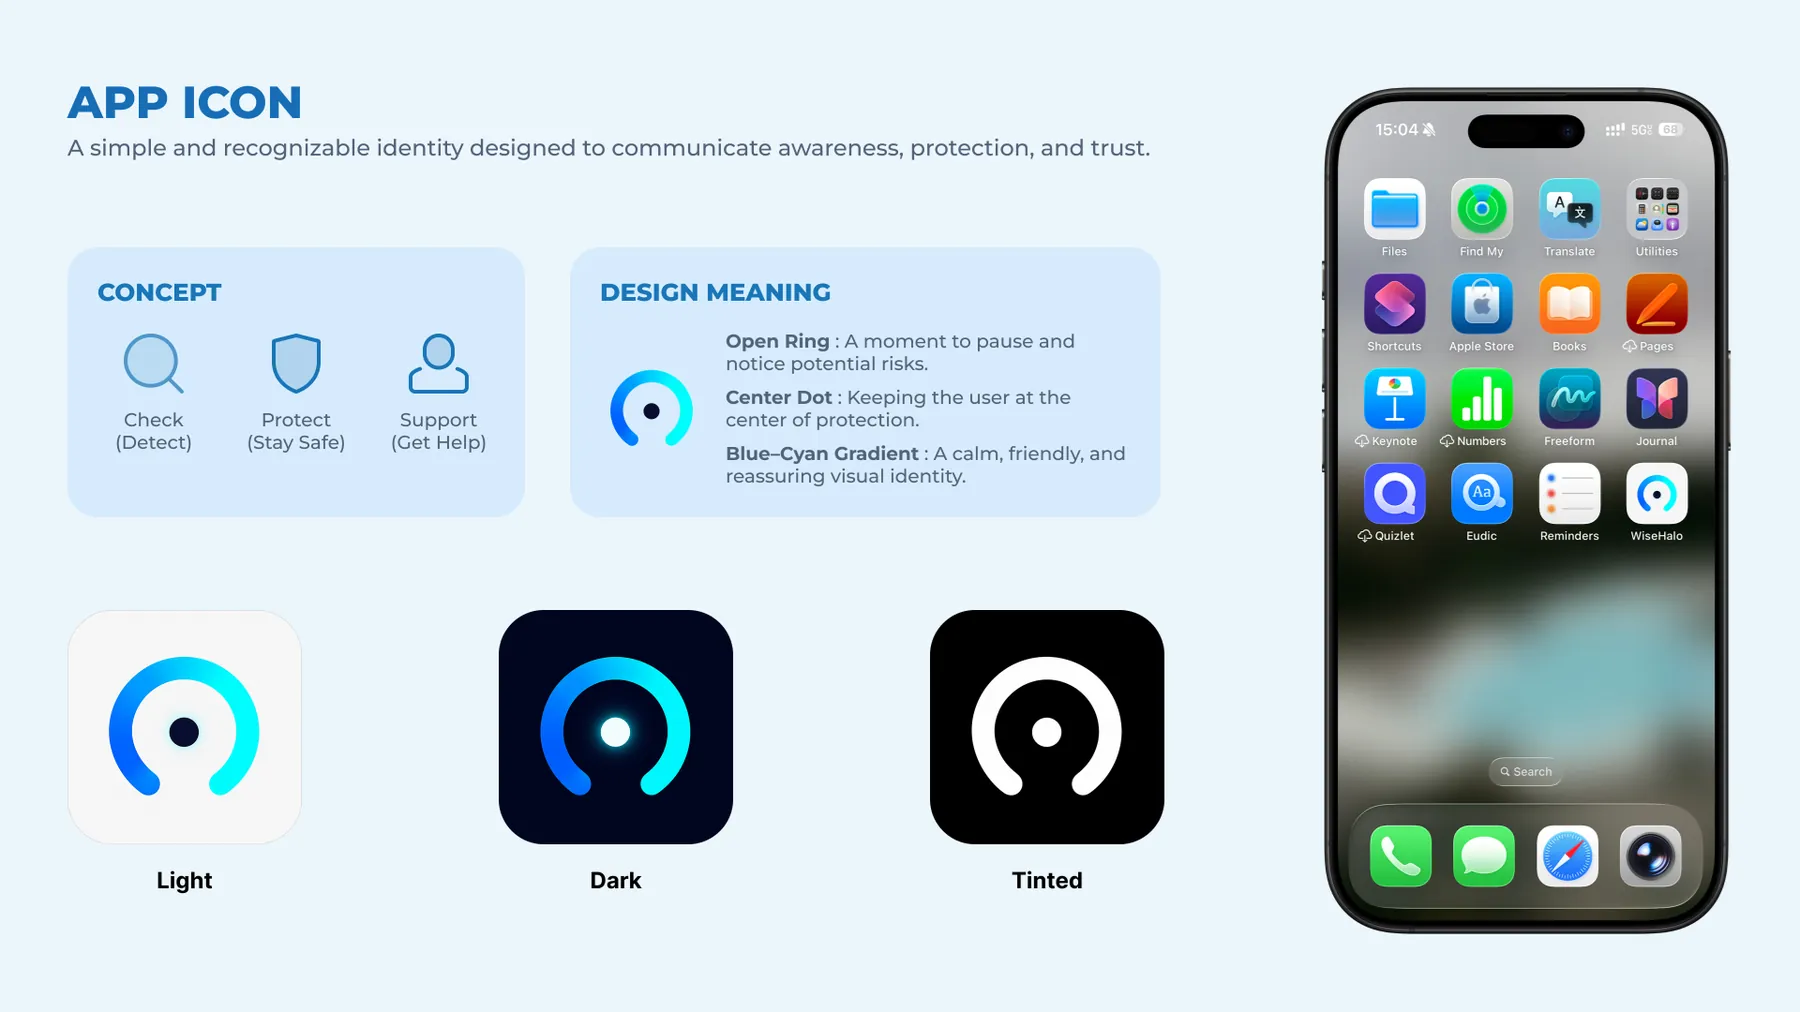 APP ICON
A simple and recognizable identity designed to communicate awareness, protection, and trust.
CONCEPT
Check
(Detect)
Protect
(Stay Safe)
Support
(Get Help)
DESIGN MEANING
Open Ring : A moment to pause and
notice potential risks.
Center Dot : Keeping the user at the
center of protection.
Blue–Cyan Gradient : A calm, friendly, and
reassuring visual identity.
Light
Dark
Tinted
15:04
5G
68
A
文
Files
Find My
Translate
Utilities
Shortcuts
Apple Store
Books
Pages
Keynote
Numbers
Freeform
Journal
Aa
Quizlet
Eudic
Reminders
WiseHalo
Search